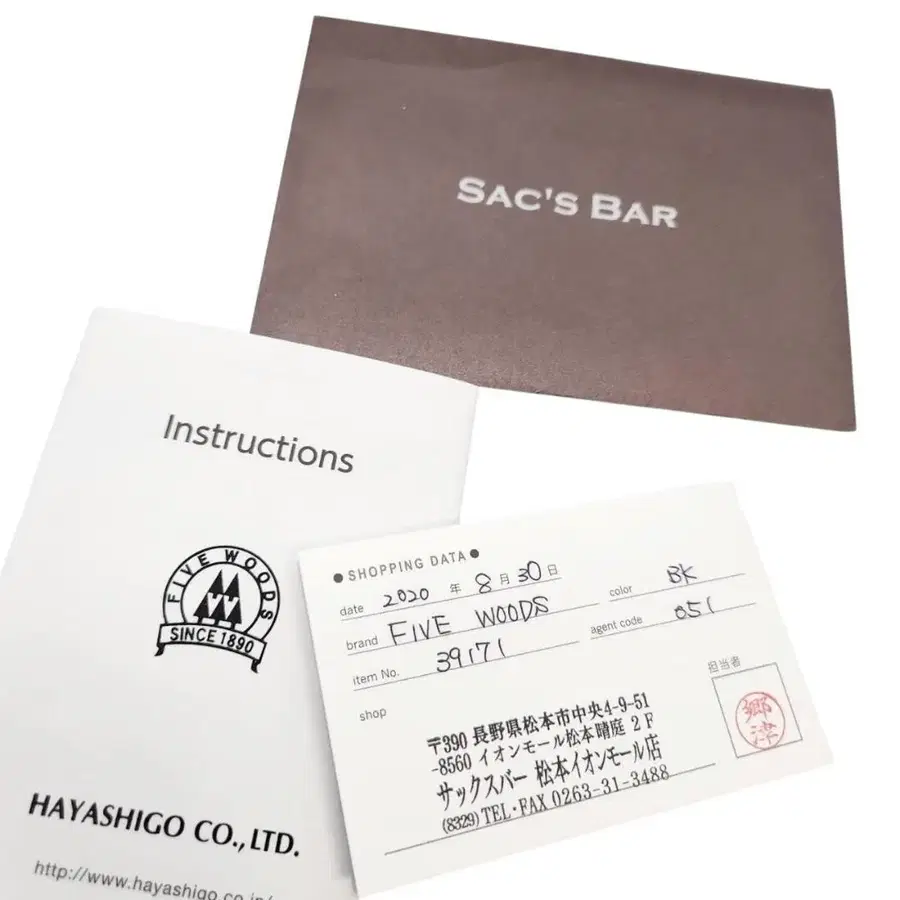 SAC'S BAR
Instructions
FIVE WOODS
SINCE 1890
HAYASHIGO CO., LTD.
http://www.hayashigo.co.jp/
● SHOPPING DATA ●
date 2020 年 8 月 30 日
color BK
brand FIVE WOODS
agent code 051
item No. 39171
shop
担当者
郷津
〒390 長野県松本市中央4-9-51
-8560 イオンモール松本晴庭 2F
サックスバー 松本イオンモール店
(8329) TEL・FAX 0263-31-3488